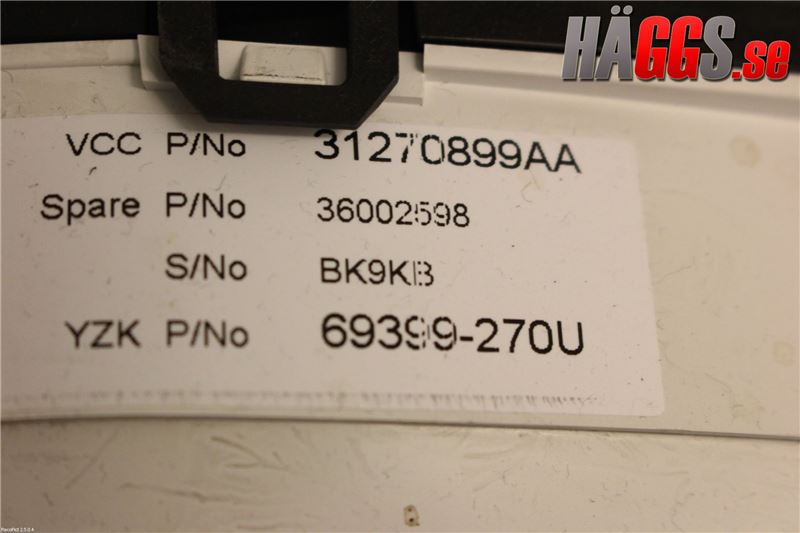 HÄGGS.se
VCC P/No 31270899AA
Spare P/No 36002598
S/No BK9KB
YZK P/No 69399-270U